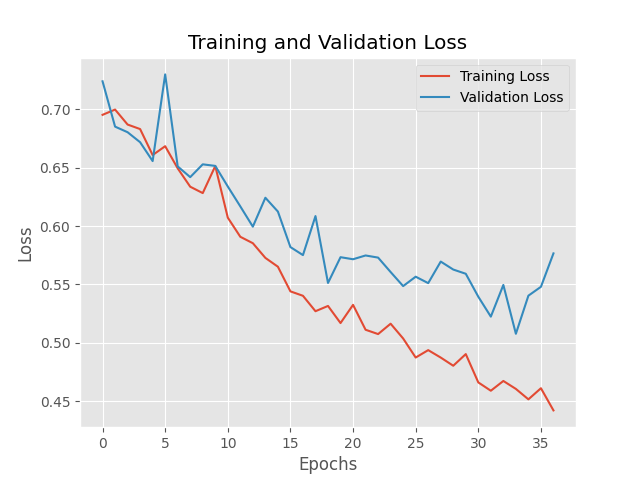 Training and Validation Loss
Training Loss
Validation Loss
0.70
0.65
0.60
0.55
0.50
0.45
Loss
0 5 10 15 20 25 30 35
Epochs